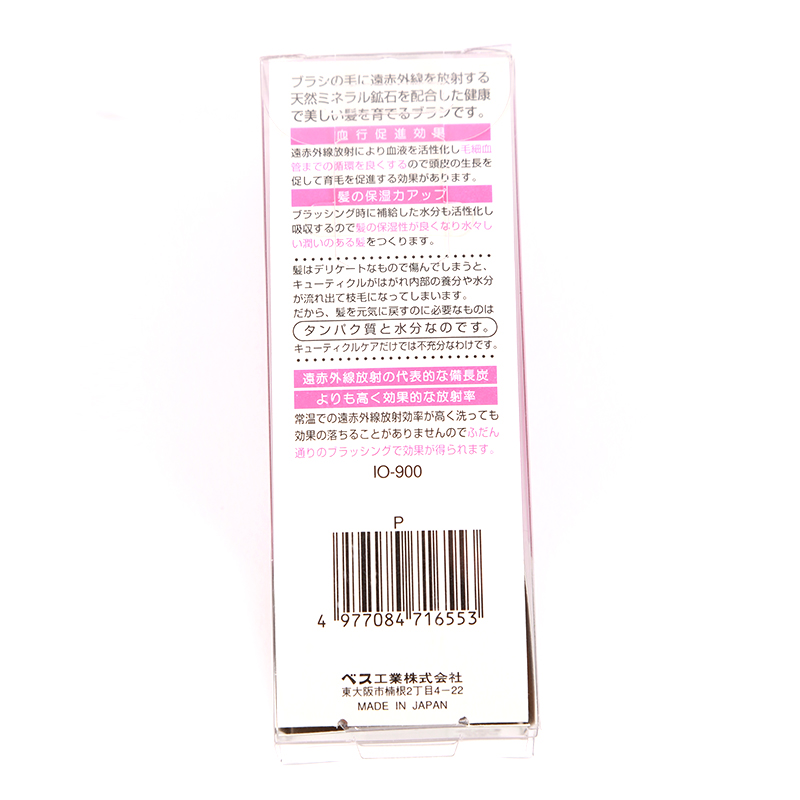 ブラシの毛に遠赤外線を放射する
天然ミネラル鉱石を配合した健康
で美しい髪を育てるブラシです。
血行促進効果
遠赤外線放射により血液を活性化し毛細血
管までの循環を良くするので頭皮の生長を
促して育毛を促進する効果があります。
髪の保湿力アップ
ブラッシング時に補給した水分も活性化し
吸収するので髪の保湿性が良くなり水々し
い潤いのある髪をつくります。
髪はデリケートなもので傷んでしまうと、
キューティクルがはがれ内部の養分や水分
が流れ出て枝毛になってしまいます。
だから、髪を元気に戻すのに必要なものは
タンパク質と水分なのです。
キューティクルケアだけでは不充分なわけです。
遠赤外線放射の代表的な備長炭
よりも高く効果的な放射率
常温での遠赤外線放射効率が高く洗っても
効果の落ちることがありませんのでふだん
通りのブラッシングで効果が得られます。
IO-900
P
4 977084 716553
ベス工業株式会社
東大阪市楠根2丁目4-22
MADE IN JAPAN